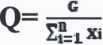 Q = G / ∑ⁿᵢ₌₁ Xi